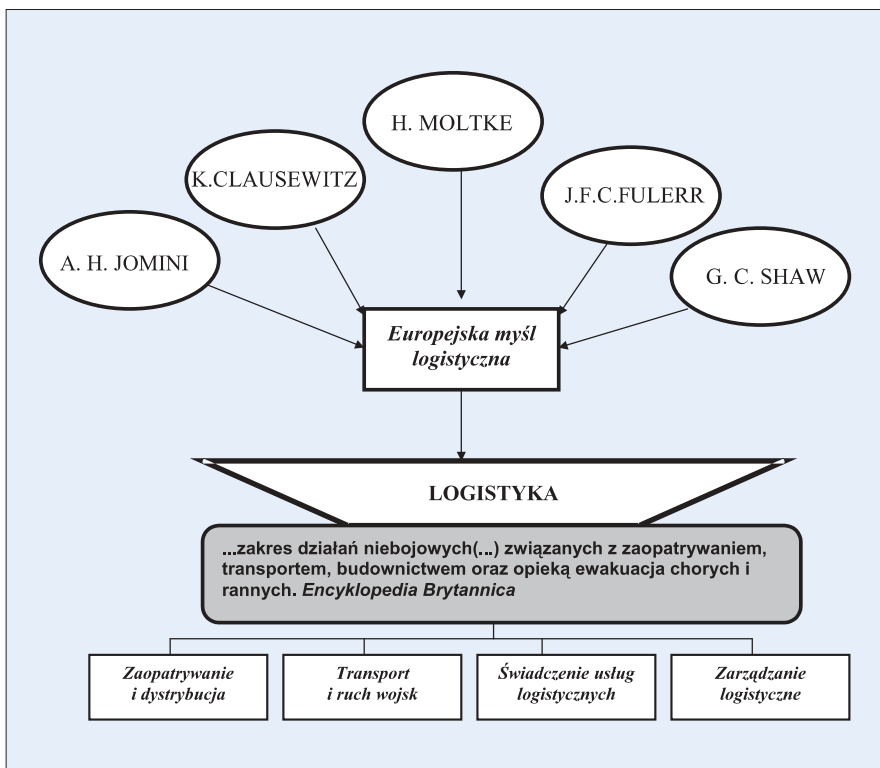 H. MOLTKE
K.CLAUSEWITZ
J.F.C.FULERR
A. H. JOMINI
G. C. SHAW
Europejska myśl
logistyczna
LOGISTYKA
...zakres działań niebojowych(...) związanych z zaopatrywaniem,
transportem, budownictwem oraz opieką ewakuacja chorych i
rannych. Encyklopedia Brytannica
Zaopatrywanie
i dystrybucja
Transport
i ruch wojsk
Świadczenie usług
logistycznych
Zarządzanie
logistyczne